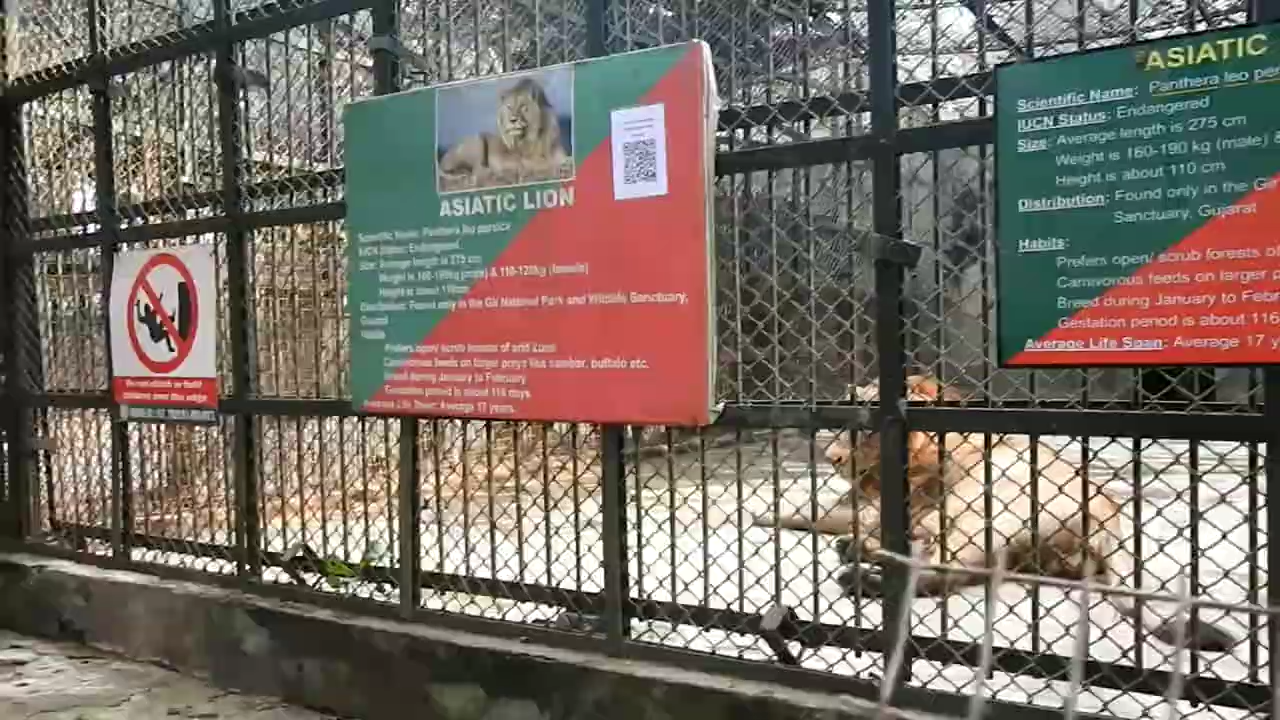 ASIATIC LION
Scientific Name: Panthera leo persica
IUCN Status: Endangered
Size: Average length is 275 cm
Weight is 160-190kg (male) & 110-120kg (female)
Height is about 110cm
Distribution: Found only in the Gir National Park and Wildlife Sanctuary,
Gujarat
Habits:
Prefers open/ scrub forests of arid zone
Carnivorous feeds on larger preys like sambar, buffalo etc.
Breed during January to February
Gestation period is about 116 days
Average Life Span: Average 17 years.
ASIATIC
Scientific Name: Panthera leo per
IUCN Status: Endangered
Size: Average length is 275 cm
Weight is 160-190 kg (male)
Height is about 110 cm
Distribution: Found only in the Gi
Sanctuary, Gujarat
Habits:
Prefers open/ scrub forests o
Carnivorous feeds on larger p
Breed during January to Febr
Gestation period is about 116
Average Life Span: Average 17 y